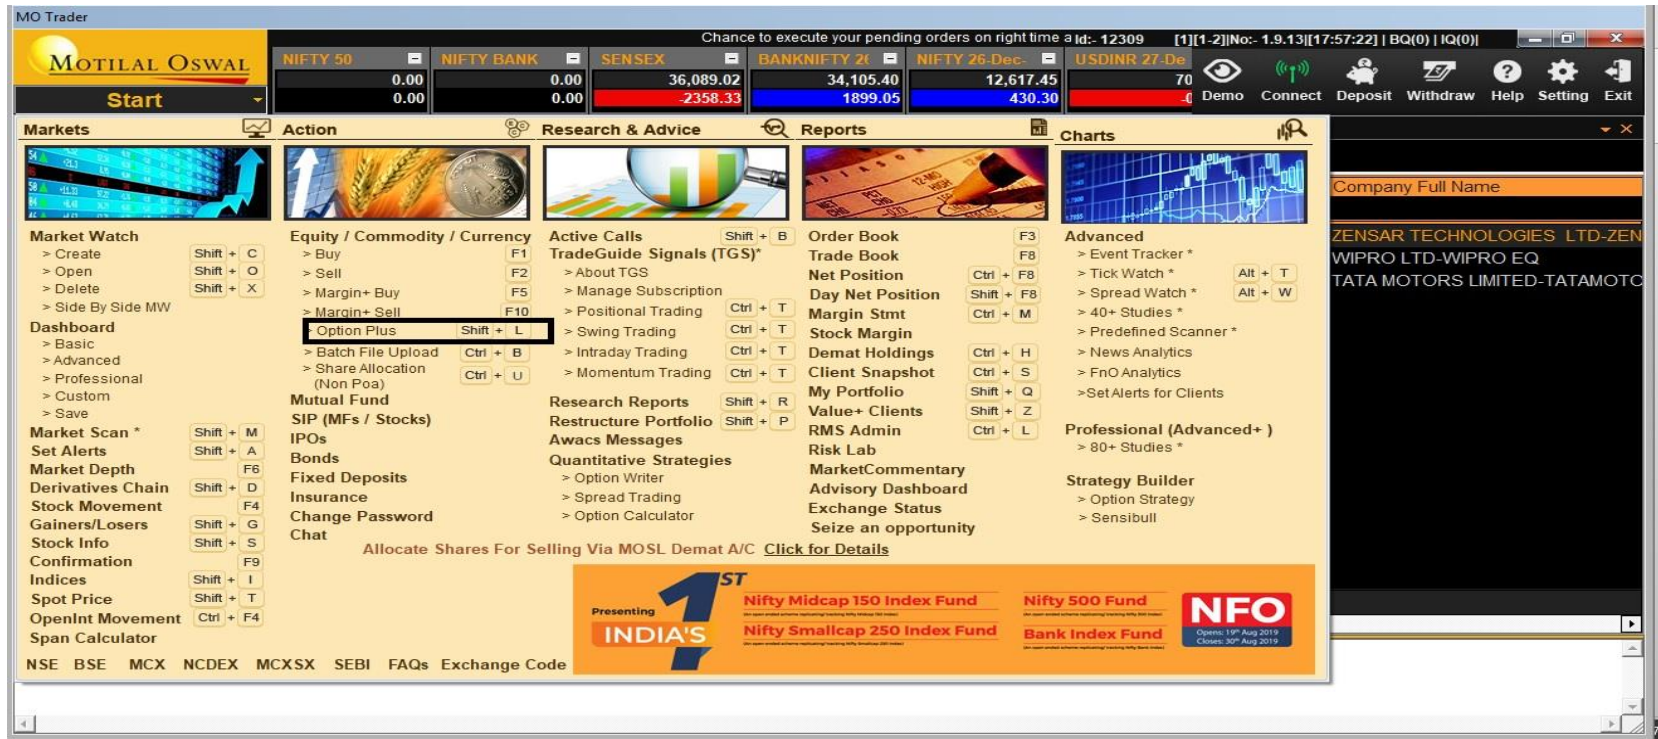 MO Trader
Chance to execute your pending orders on right time a Id:- 12309 [1][1-2]|No:- 1.9.13|[17:57:22] | BQ(0) | IQ(0)|
MOTILAL OSWAL
Start
NIFTY 50
0.00
0.00
NIFTY BANK
0.00
0.00
SENSEX
36,089.02
-2358.33
BANKNIFTY 26
34,105.40
1899.05
NIFTY 26-Dec-
12,617.45
430.30
USDINR 27-De
70
Demo Connect Deposit Withdraw Help Setting Exit
Markets
Market Watch
> Create Shift + C
> Open Shift + O
> Delete Shift + X
> Side By Side MW
Dashboard
> Basic
> Advanced
> Professional
> Custom
> Save
Market Scan * Shift + M
Set Alerts Shift + A
Market Depth F6
Derivatives Chain Shift + D
Stock Movement F4
Gainers/Losers Shift + G
Stock Info Shift + S
Confirmation F9
Indices Shift + I
Spot Price Shift + T
OpenInt Movement Ctrl + F4
Span Calculator
Action
Equity / Commodity / Currency
> Buy F1
> Sell F2
> Margin+ Buy F5
> Margin+ Sell F10
> Option Plus Shift + L
> Batch File Upload Ctrl + B
> Share Allocation Ctrl + U
(Non Poa)
Mutual Fund
SIP (MFs / Stocks)
IPOs
Bonds
Fixed Deposits
Insurance
Change Password
Chat
Research & Advice
Active Calls Shift + B
TradeGuide Signals (TGS)*
> About TGS
> Manage Subscription
> Positional Trading Ctrl + T
> Swing Trading Ctrl + T
> Intraday Trading Ctrl + T
> Momentum Trading Ctrl + T
Research Reports Shift + R
Restructure Portfolio Shift + P
Awacs Messages
Quantitative Strategies
> Option Writer
> Spread Trading
> Option Calculator
Reports
Order Book F3
Trade Book F8
Net Position Ctrl + F8
Day Net Position Shift + F8
Margin Stmt Ctrl + M
Stock Margin
Demat Holdings Ctrl + H
Client Snapshot Ctrl + S
My Portfolio Shift + Q
Value+ Clients Shift + Z
RMS Admin Ctrl + L
Risk Lab
MarketCommentary
Advisory Dashboard
Exchange Status
Seize an opportunity
Charts
Advanced
> Event Tracker *
> Tick Watch * Alt + T
> Spread Watch * Alt + W
> 40+ Studies *
> Predefined Scanner *
> News Analytics
> FnO Analytics
>Set Alerts for Clients
Professional (Advanced+ )
> 80+ Studies *
Strategy Builder
> Option Strategy
> Sensibull
Company Full Name
ZENSAR TECHNOLOGIES LTD-ZEN
WIPRO LTD-WIPRO EQ
TATA MOTORS LIMITED-TATAMOTO
Allocate Shares For Selling Via MOSL Demat A/C Click for Details
Presenting
INDIA'S
1ST
Nifty Midcap 150 Index Fund
Nifty Smallcap 250 Index Fund
Nifty 500 Fund
Bank Index Fund
NFO
Opens: 19th Aug 2019
Closes: 30th Aug 2019
NSE BSE MCX NCDEX MCXSX SEBI FAQs Exchange Code